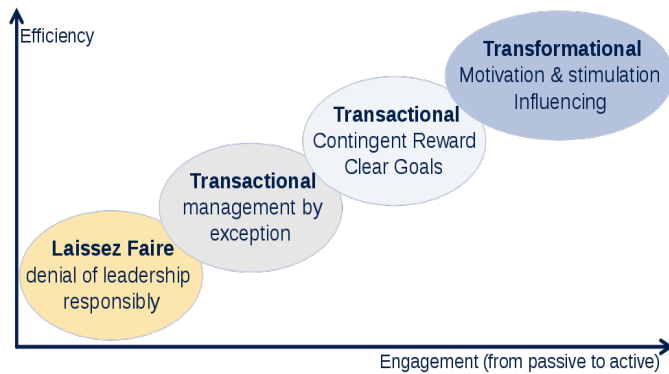 Efficiency
Transformational
Motivation & stimulation
Influencing
Transactional
Contingent Reward
Clear Goals
Transactional
management by
exception
Laissez Faire
denial of leadership
responsibly
Engagement (from passive to active)